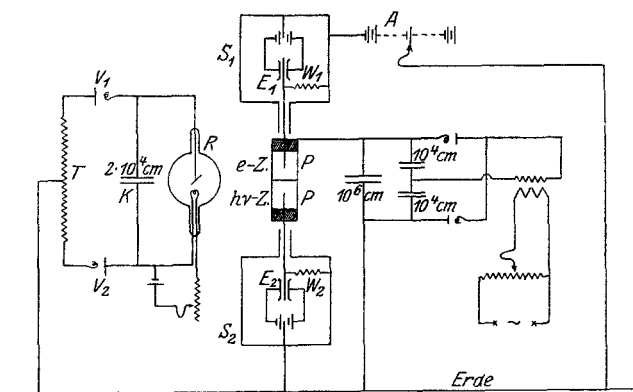 V₁
T
2·10⁴cm
K
R
V₂
S₁
E₁
W₁
A
e-Z.
P
hν-Z.
P
10⁶cm
10⁴cm
10⁴cm
E₂
W₂
S₂
~
Erde